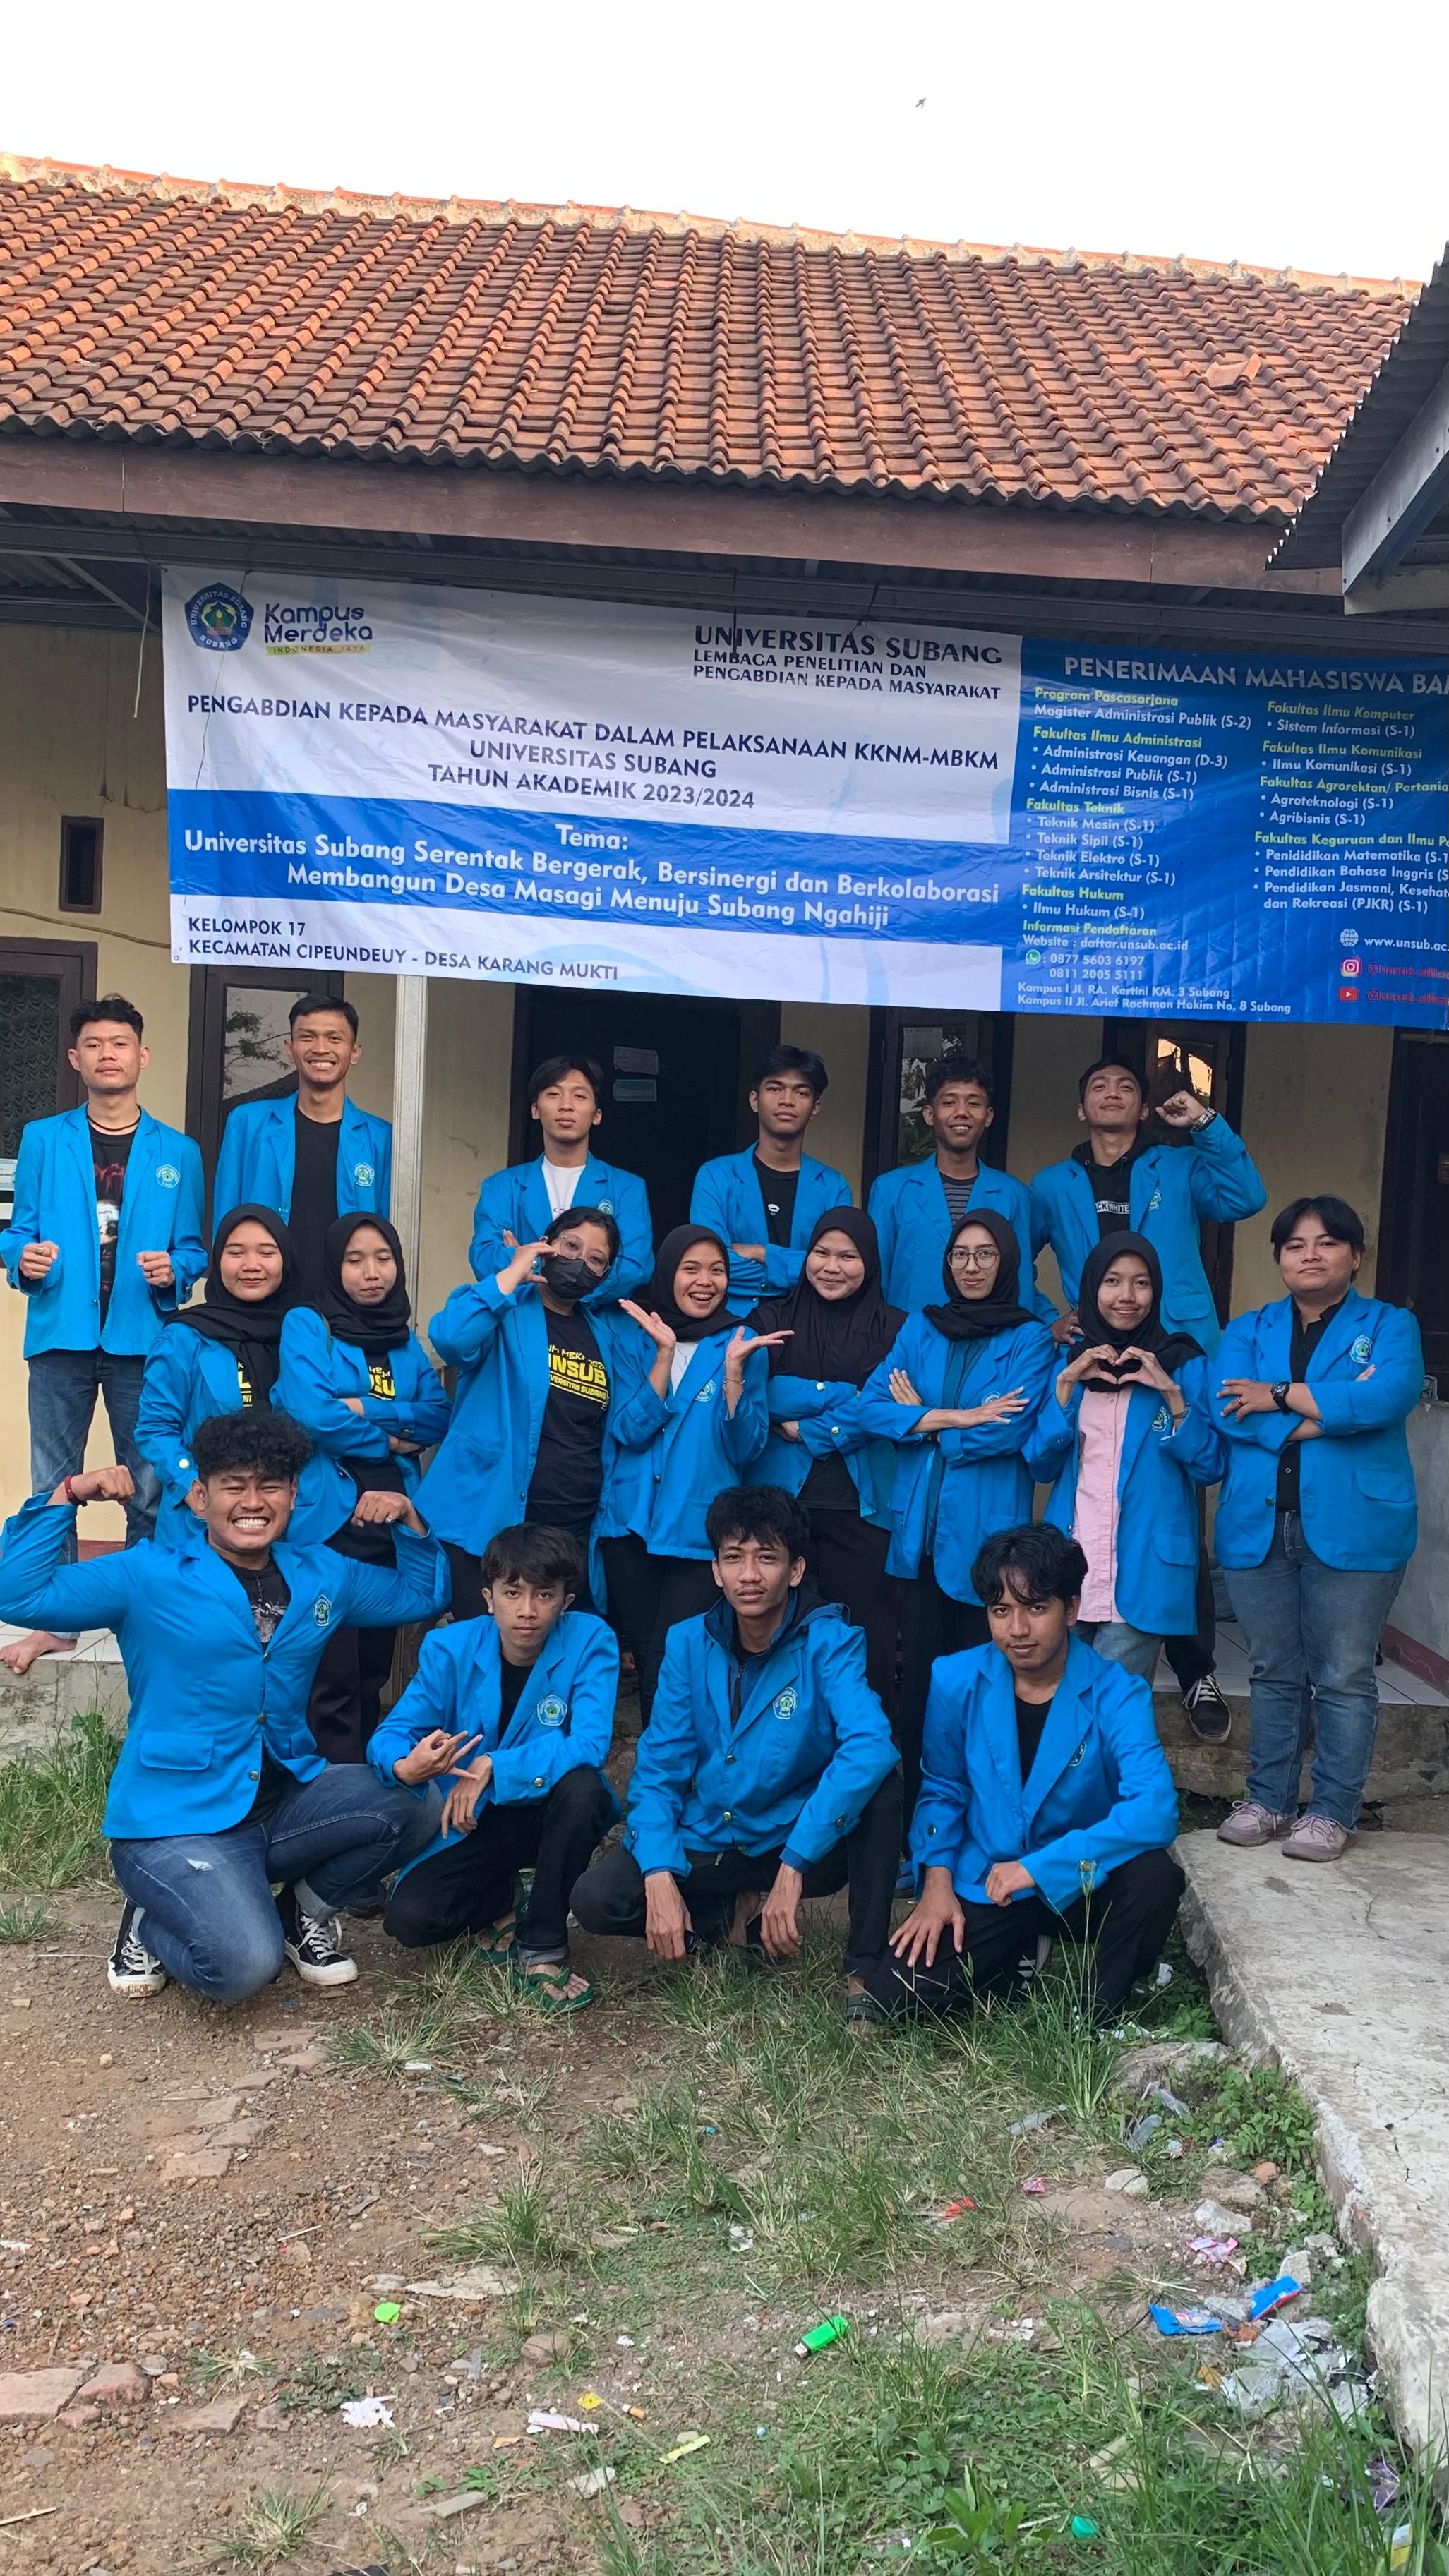 UNIVERSITAS SUBANG
Kampus
Merdeka
INDONESIA JAYA
UNIVERSITAS SUBANG
LEMBAGA PENELITIAN DAN
PENGABDIAN KEPADA MASYARAKAT
PENGABDIAN KEPADA MASYARAKAT DALAM PELAKSANAAN KKNM-MBKM
UNIVERSITAS SUBANG
TAHUN AKADEMIK 2023/2024
Tema:
Universitas Subang Serentak Bergerak, Bersinergi dan Berkolaborasi
Membangun Desa Masagi Menuju Subang Ngahiji
KELOMPOK 17
KECAMATAN CIPEUNDEUY - DESA KARANG MUKTI
PENERIMAAN MAHASISWA BA
Program Pascasarjana
Magister Administrasi Publik (S-2)
Fakultas Ilmu Administrasi
• Administrasi Keuangan (D-3)
• Administrasi Publik (S-1)
• Administrasi Bisnis (S-1)
Fakultas Teknik
• Teknik Mesin (S-1)
• Teknik Sipil (S-1)
• Teknik Elektro (S-1)
• Teknik Arsitektur (S-1)
Fakultas Hukum
• Ilmu Hukum (S-1)
Informasi Pendaftaran
Website : daftar.unsub.ac.id
: 0877 5603 6197
0811 2005 5111
Kampus I Jl. RA. Kartini KM. 3 Subang
Kampus II Jl. Arief Rachman Hakim No. 8 Subang
Fakultas Ilmu Komputer
• Sistem Informasi (S-1)
Fakultas Ilmu Komunikasi
• Ilmu Komunikasi (S-1)
Fakultas Agrorektan/ Pertania
• Agroteknologi (S-1)
• Agribisnis (S-1)
Fakultas Keguruan dan Ilmu Pe
• Penididikan Matematika (S-1
• Pendidikan Bahasa Inggris (S
• Pendidikan Jasmani, Kesehat
dan Rekreasi (PJKR) (S-1)
www.unsub.ac.
CK WHITE
UNSUB